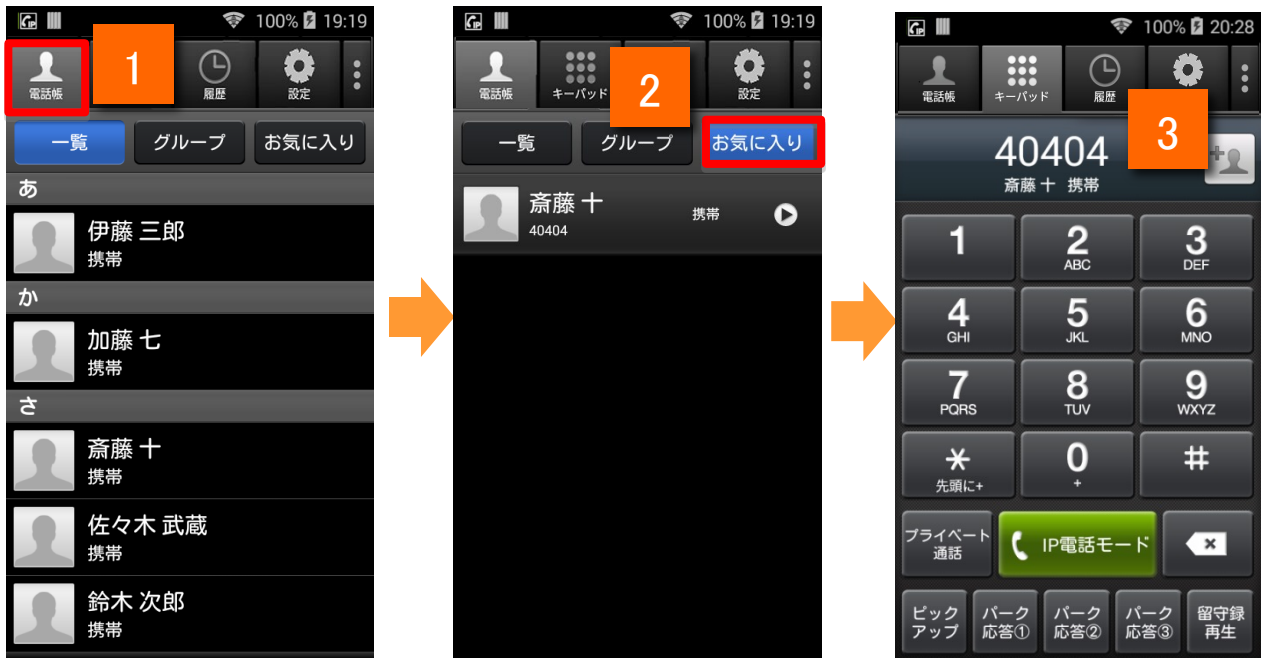 100% 19:19
1
電話帳
履歴
設定
一覧
グループ
お気に入り
あ
伊藤 三郎
携帯
か
加藤 七
携帯
さ
斎藤 十
携帯
佐々木 武蔵
携帯
鈴木 次郎
携帯
100% 19:19
2
電話帳
キーパッド
設定
一覧
グループ
お気に入り
斎藤 十
携帯
40404
IP
100% 20:28
3
電話帳
キーパッド
履歴
設定
40404
斎藤 十 携帯
1
2
ABC
3
DEF
4
GHI
5
JKL
6
MNO
7
PQRS
8
TUV
9
WXYZ
*
先頭に+
0
+
#
プライベート
通話
IP電話モード
ピック
アップ
パーク
応答①
パーク
応答②
パーク
応答③
留守録
再生